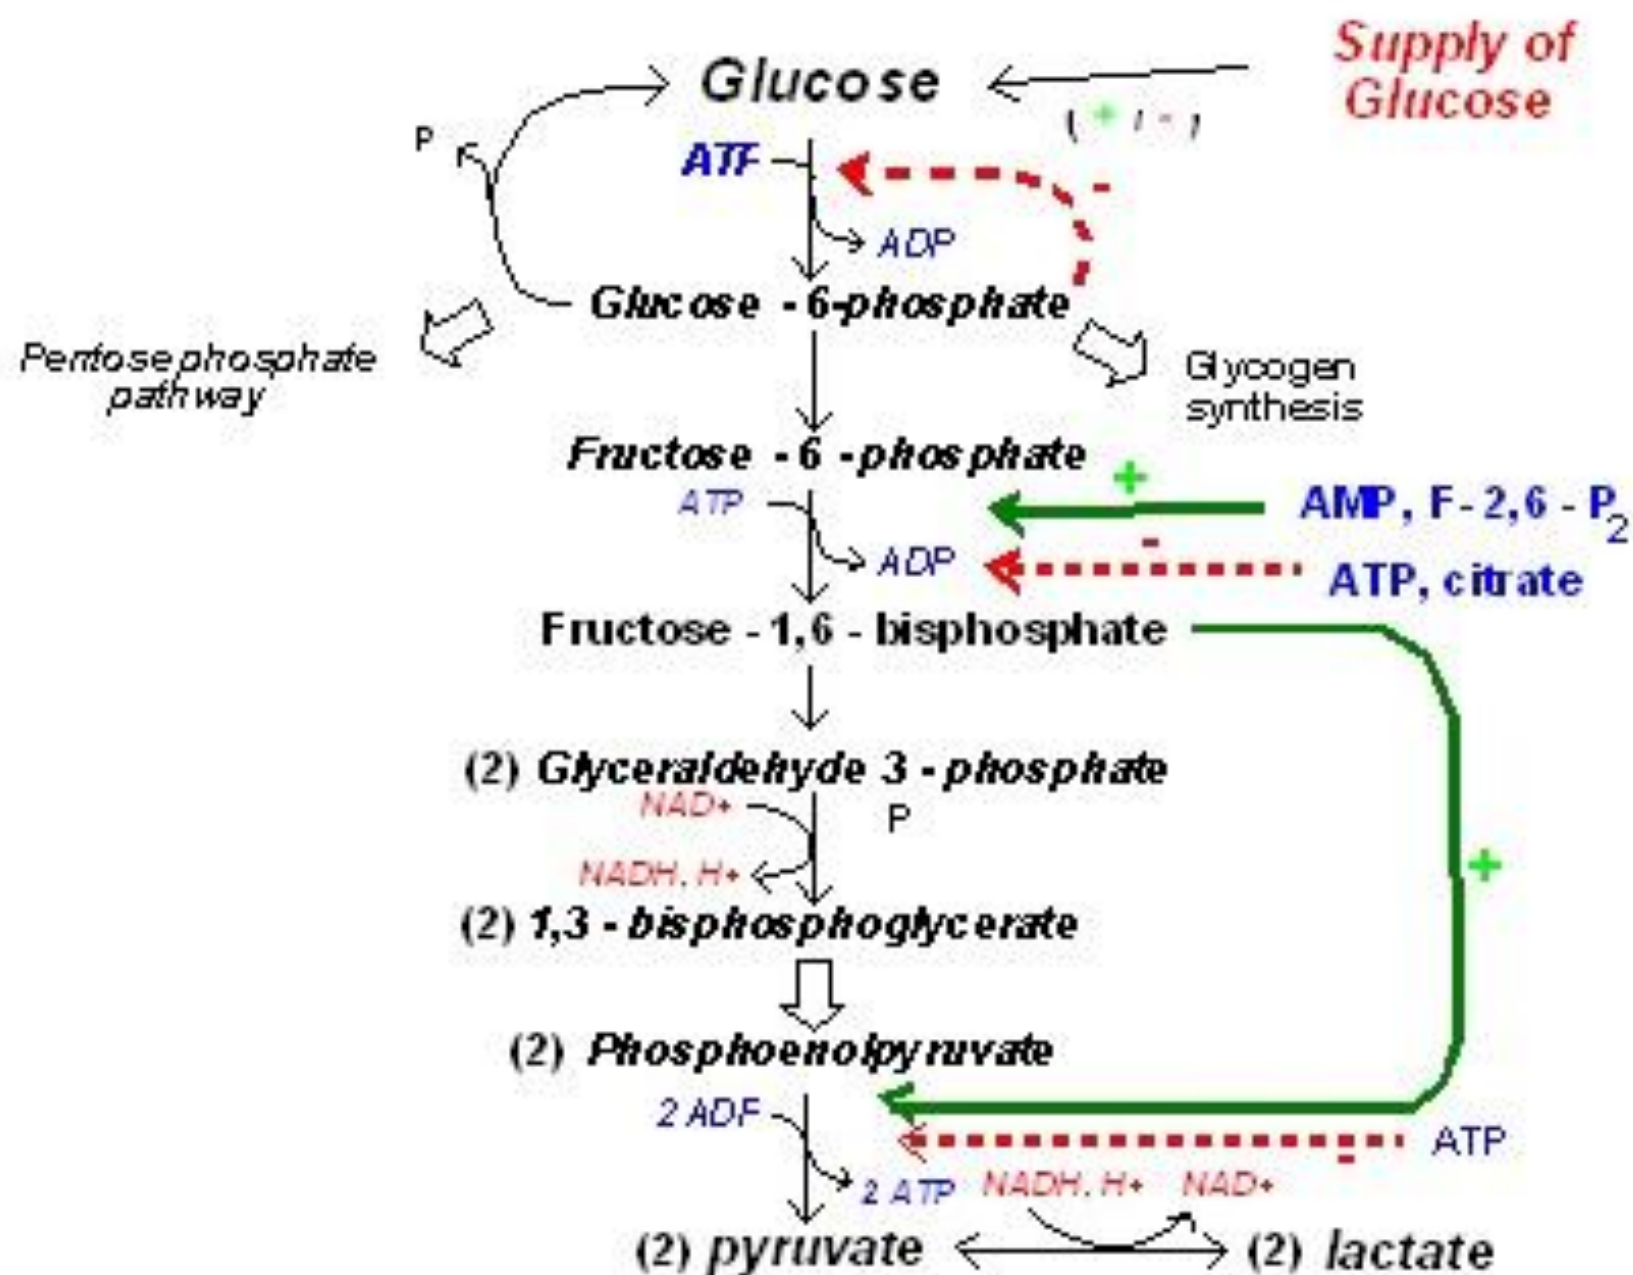 Supply of
Glucose
Glucose
( + / - )
P
ATP
-
ADP
Glucose - 6-phosphate
Pentose phosphate
pathway
Glycogen
synthesis
Fructose - 6 - phosphate
+
ATP
AMP, F - 2,6 - P2
-
ADP
ATP, citrate
Fructose - 1,6 - bisphosphate
(2) Glyceraldehyde 3 - phosphate
NAD+
P
+
NADH, H+
(2) 1,3 - bisphosphoglycerate
(2) Phosphoenolpyruvate
2 ADP
ATP
-
2 ATP
NADH, H+
NAD+
(2) pyruvate
(2) lactate